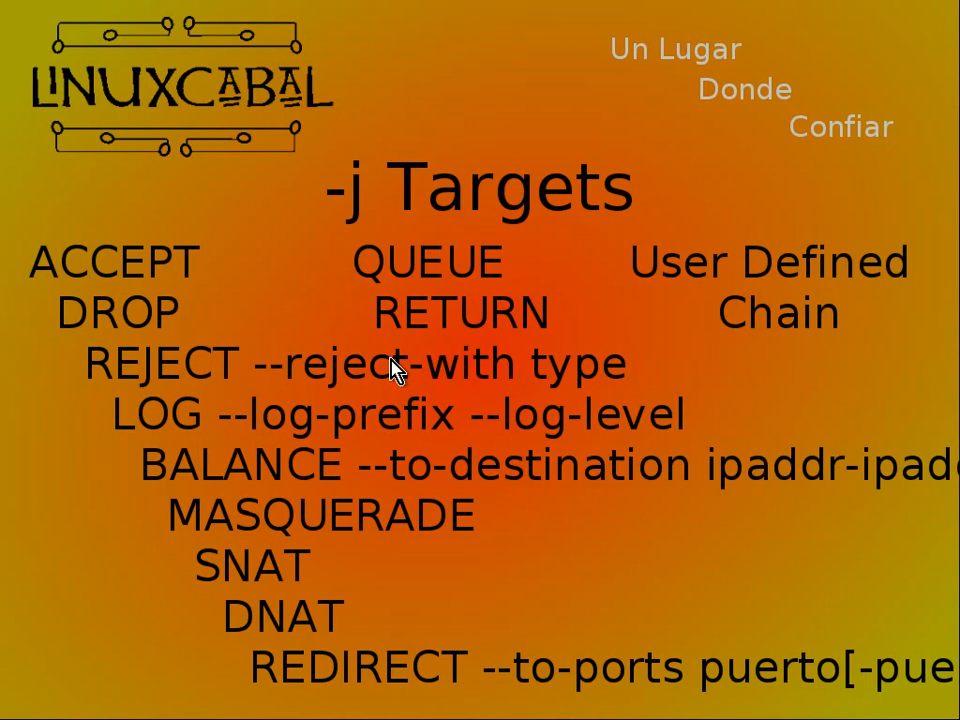 LINUXCABAL
Un Lugar
Donde
Confiar
-j Targets
ACCEPT QUEUE User Defined
DROP RETURN Chain
REJECT --reject-with type
LOG --log-prefix --log-level
BALANCE --to-destination ipaddr-ipad
MASQUERADE
SNAT
DNAT
REDIRECT --to-ports puerto[-pue